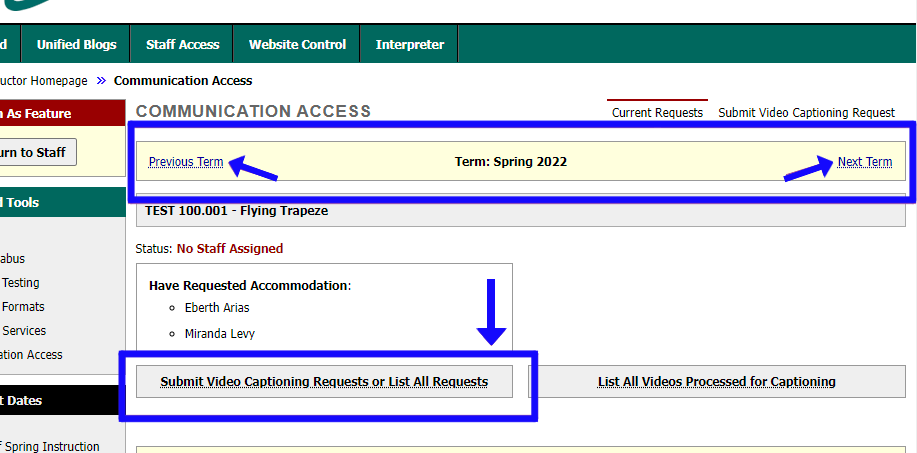 d Unified Blogs Staff Access Website Control Interpreter
uctor Homepage » Communication Access
n As Feature
COMMUNICATION ACCESS
Current Requests Submit Video Captioning Request
urn to Staff
Previous Term Term: Spring 2022 Next Term
d Tools
TEST 100.001 - Flying Trapeze
Status: No Staff Assigned
abus
Testing
Formats
Services
ation Access
Have Requested Accommodation:
Eberth Arias
Miranda Levy
Submit Video Captioning Requests or List All Requests
List All Videos Processed for Captioning
t Dates
f Spring Instruction